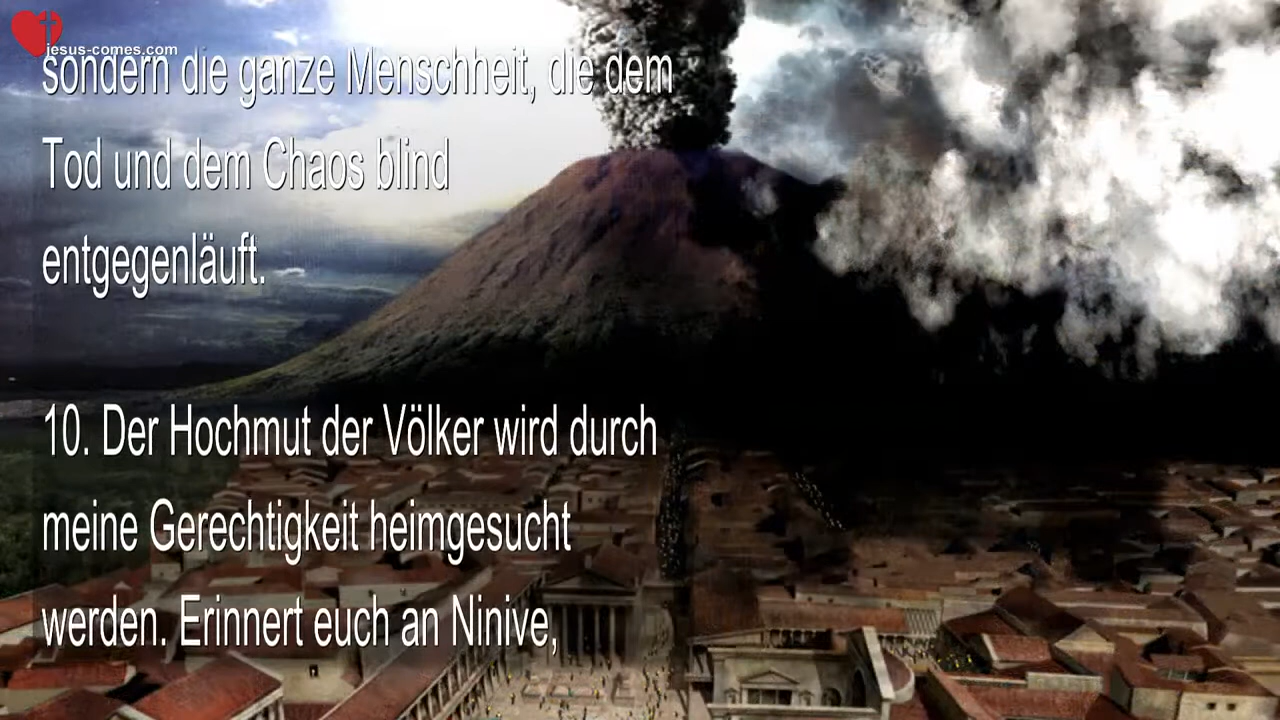 jesus-comes.com
sondern die ganze Menschheit, die dem
Tod und dem Chaos blind
entgegenläuft.
10. Der Hochmut der Völker wird durch
meine Gerechtigkeit heimgesucht
werden. Erinnert euch an Ninive,